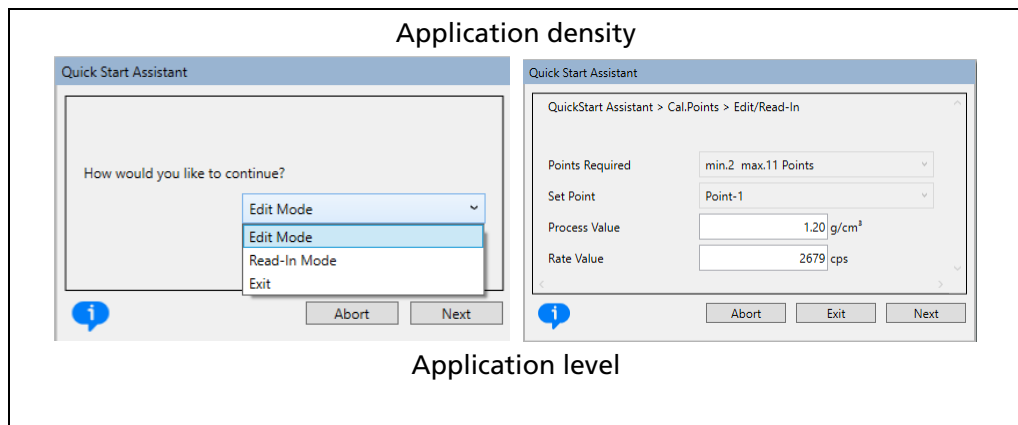 Application density
Quick Start Assistant
How would you like to continue?
Edit Mode
Edit Mode
Read-In Mode
Exit
Abort Next
Quick Start Assistant
QuickStart Assistant > Cal.Points > Edit/Read-In
Points Required min.2 max.11 Points
Set Point Point-1
Process Value 1.20 g/cm³
Rate Value 2679 cps
Abort Exit Next
Application level